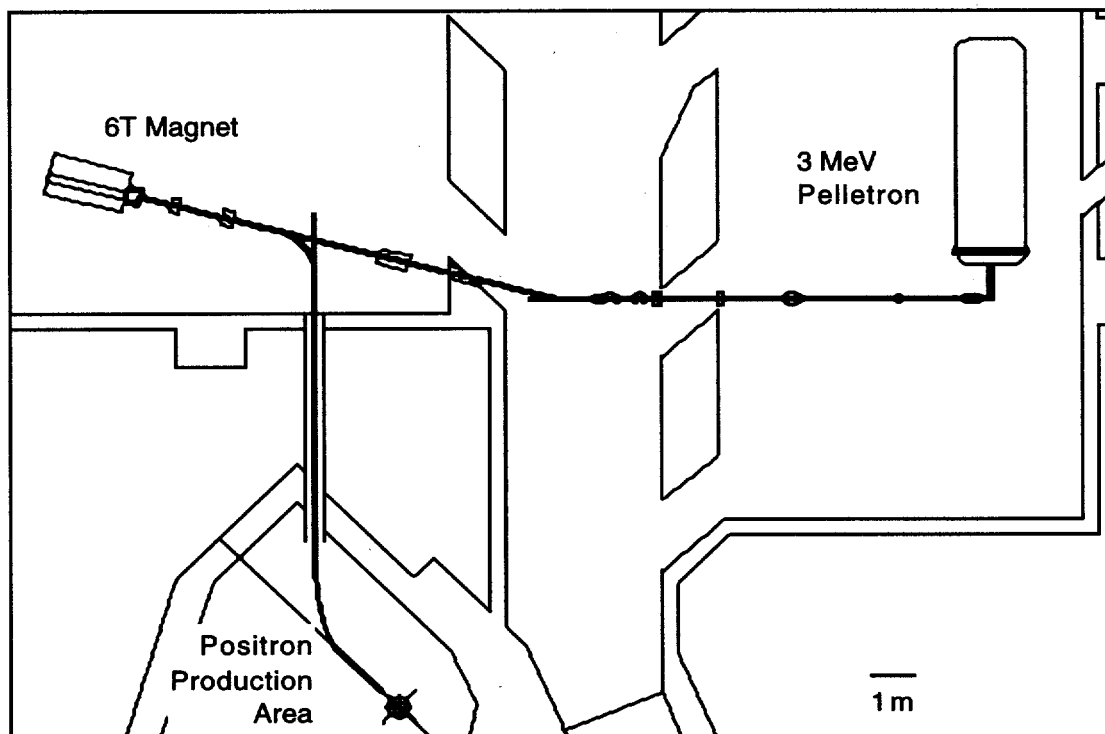 6T Magnet
3 MeV
Pelletron
Positron
Production
Area
1 m